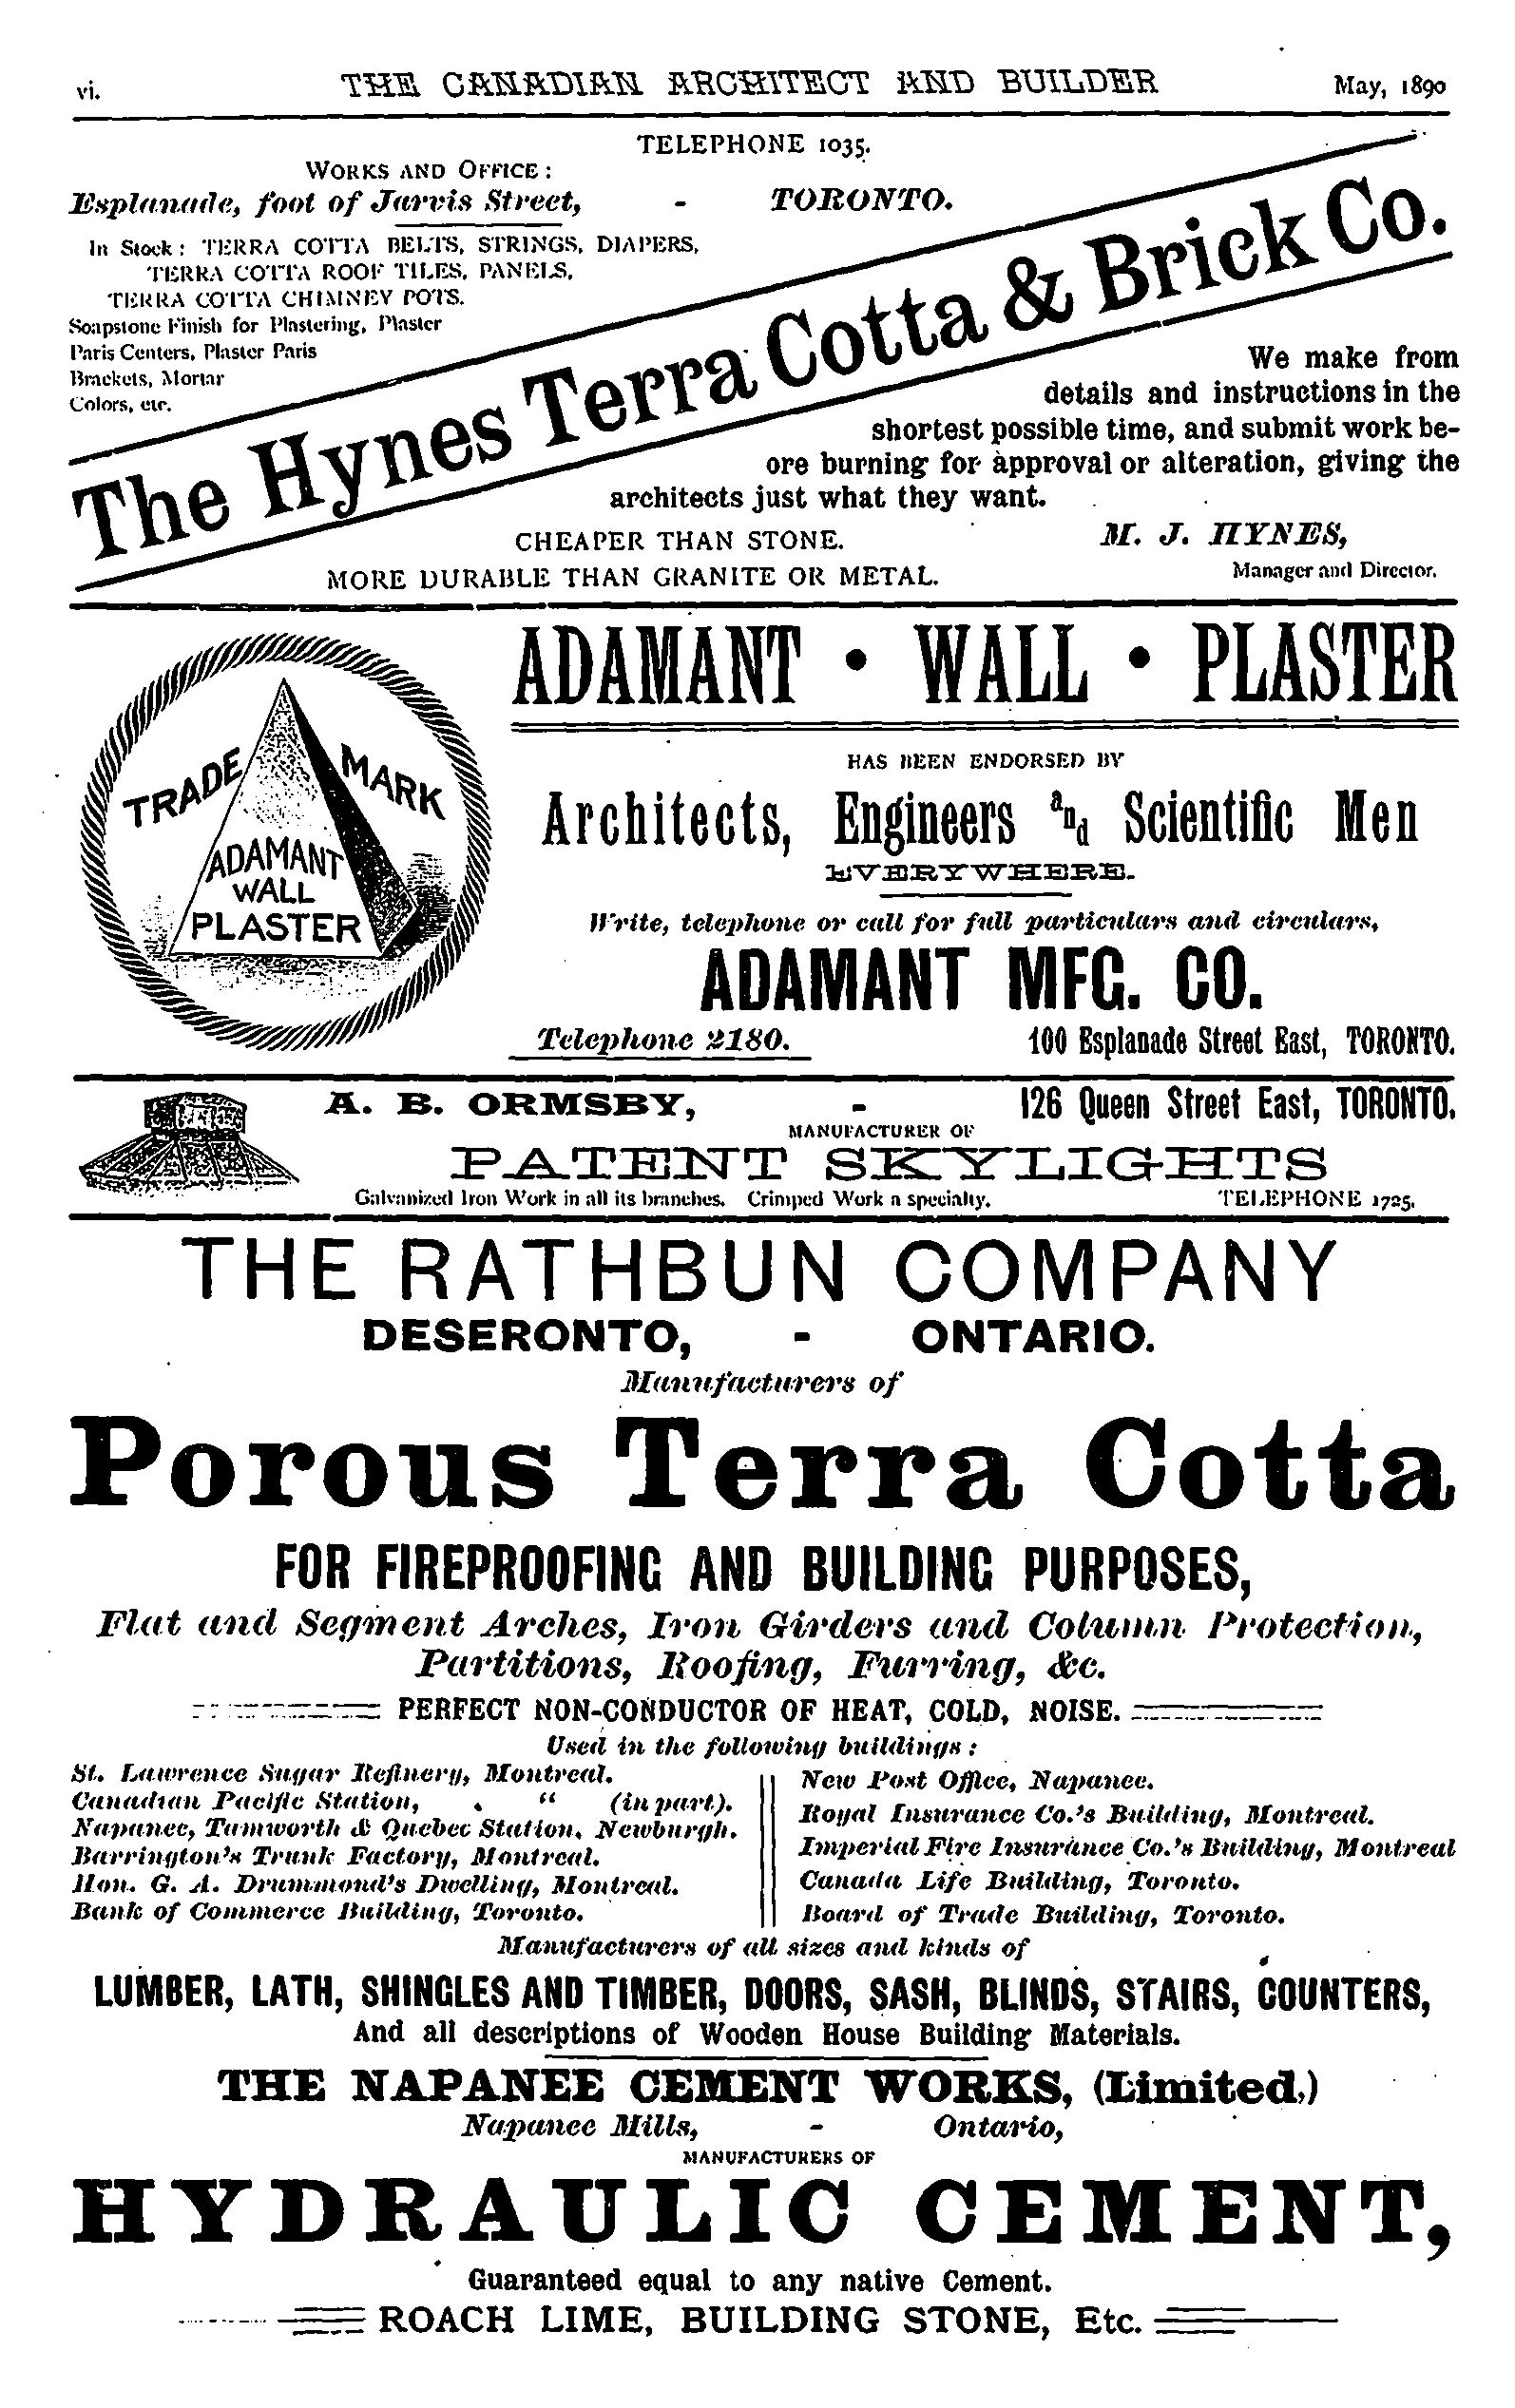 vi.
THE CANADIAN ARCHITECT AND BUILDER
May, 1890
TELEPHONE 1035.
WORKS AND OFFICE:
Esplanade, foot of Jarvis Street, - TORONTO.
In Stock: TERRA COTTA BELTS, STRINGS, DIAPERS,
TERRA COTTA ROOF TILES, PANELS,
TERRA COTTA CHIMNEY POTS.
Soapstone Finish for Plastering, Plaster
Paris Centers, Plaster Paris
Brackets, Mortar
Colors, etc.
The Hynes Terra Cotta & Brick Co.
We make from
details and instructions in the
shortest possible time, and submit work be-
ore burning for approval or alteration, giving the
architects just what they want.
CHEAPER THAN STONE.
MORE DURABLE THAN GRANITE OR METAL.
M. J. HYNES,
Manager and Director.
TRADE MARK
ADAMANT
WALL
PLASTER
ADAMANT • WALL • PLASTER
HAS BEEN ENDORSED BY
Architects, Engineers and Scientific Men
EVERYWHERE.
Write, telephone or call for full particulars and circulars,
ADAMANT MFG. CO.
Telephone 2180.
100 Esplanade Street East, TORONTO.
A. B. ORMSBY, - 126 Queen Street East, TORONTO.
MANUFACTURER OF
PATENT SKYLIGHTS
Galvanized Iron Work in all its branches. Crimped Work a specialty. TELEPHONE 1725.
THE RATHBUN COMPANY
DESERONTO, - ONTARIO.
Manufacturers of
Porous Terra Cotta
FOR FIREPROOFING AND BUILDING PURPOSES,
Flat and Segment Arches, Iron Girders and Column Protection,
Partitions, Roofing, Furring, &c.
PERFECT NON-CONDUCTOR OF HEAT, COLD, NOISE.
Used in the following buildings:
St. Lawrence Sugar Refinery, Montreal.
Canadian Pacific Station, . " (in part).
Napanee, Tamworth & Quebec Station, Newburgh.
Barrington's Trunk Factory, Montreal.
Hon. G. A. Drummond's Dwelling, Montreal.
Bank of Commerce Building, Toronto.
New Post Office, Napanee.
Royal Insurance Co.'s Building, Montreal.
Imperial Fire Insurance Co.'s Building, Montreal
Canada Life Building, Toronto.
Board of Trade Building, Toronto.
Manufacturers of all sizes and kinds of
LUMBER, LATH, SHINGLES AND TIMBER, DOORS, SASH, BLINDS, STAIRS, COUNTERS,
And all descriptions of Wooden House Building Materials.
THE NAPANEE CEMENT WORKS, (Limited,)
Napanee Mills, - Ontario,
MANUFACTURERS OF
HYDRAULIC CEMENT,
Guaranteed equal to any native Cement.
ROACH LIME, BUILDING STONE, Etc.